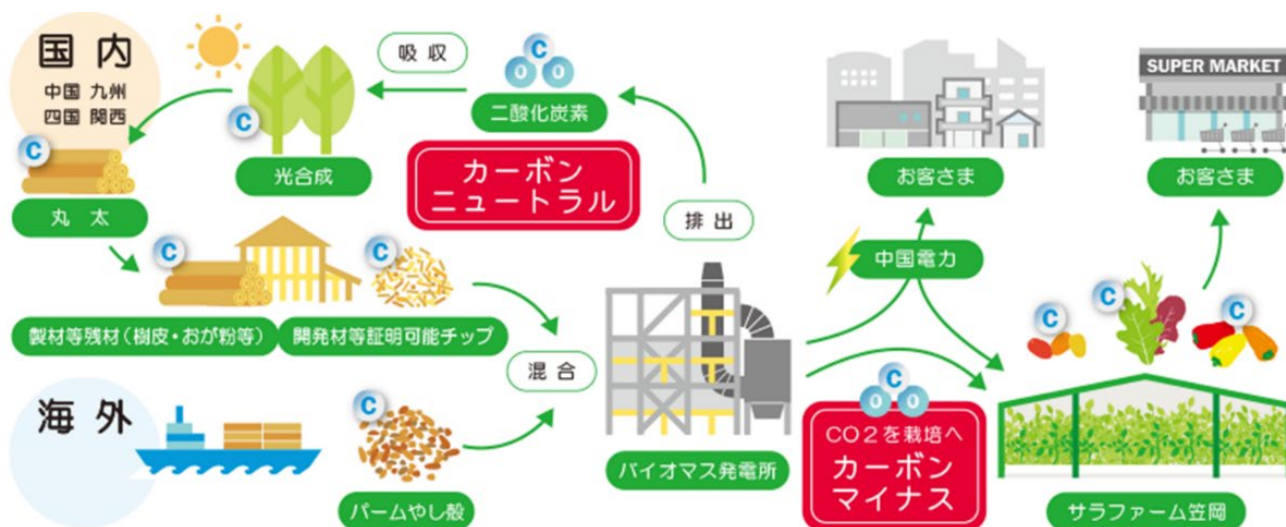 国内
中国 九州
四国 関西
C
丸太
C
光合成
吸収
C
O O
二酸化炭素
カーボン
ニュートラル
排出
C
製材等残材(樹皮・おが粉等)
C
開発材等証明可能チップ
混合
海外
C
パームやし殻
バイオマス発電所
中国電力
お客さま
SUPER MARKET
お客さま
C
O O
CO2を栽培へ
カーボン
マイナス
C
C
C
サラファーム笠岡